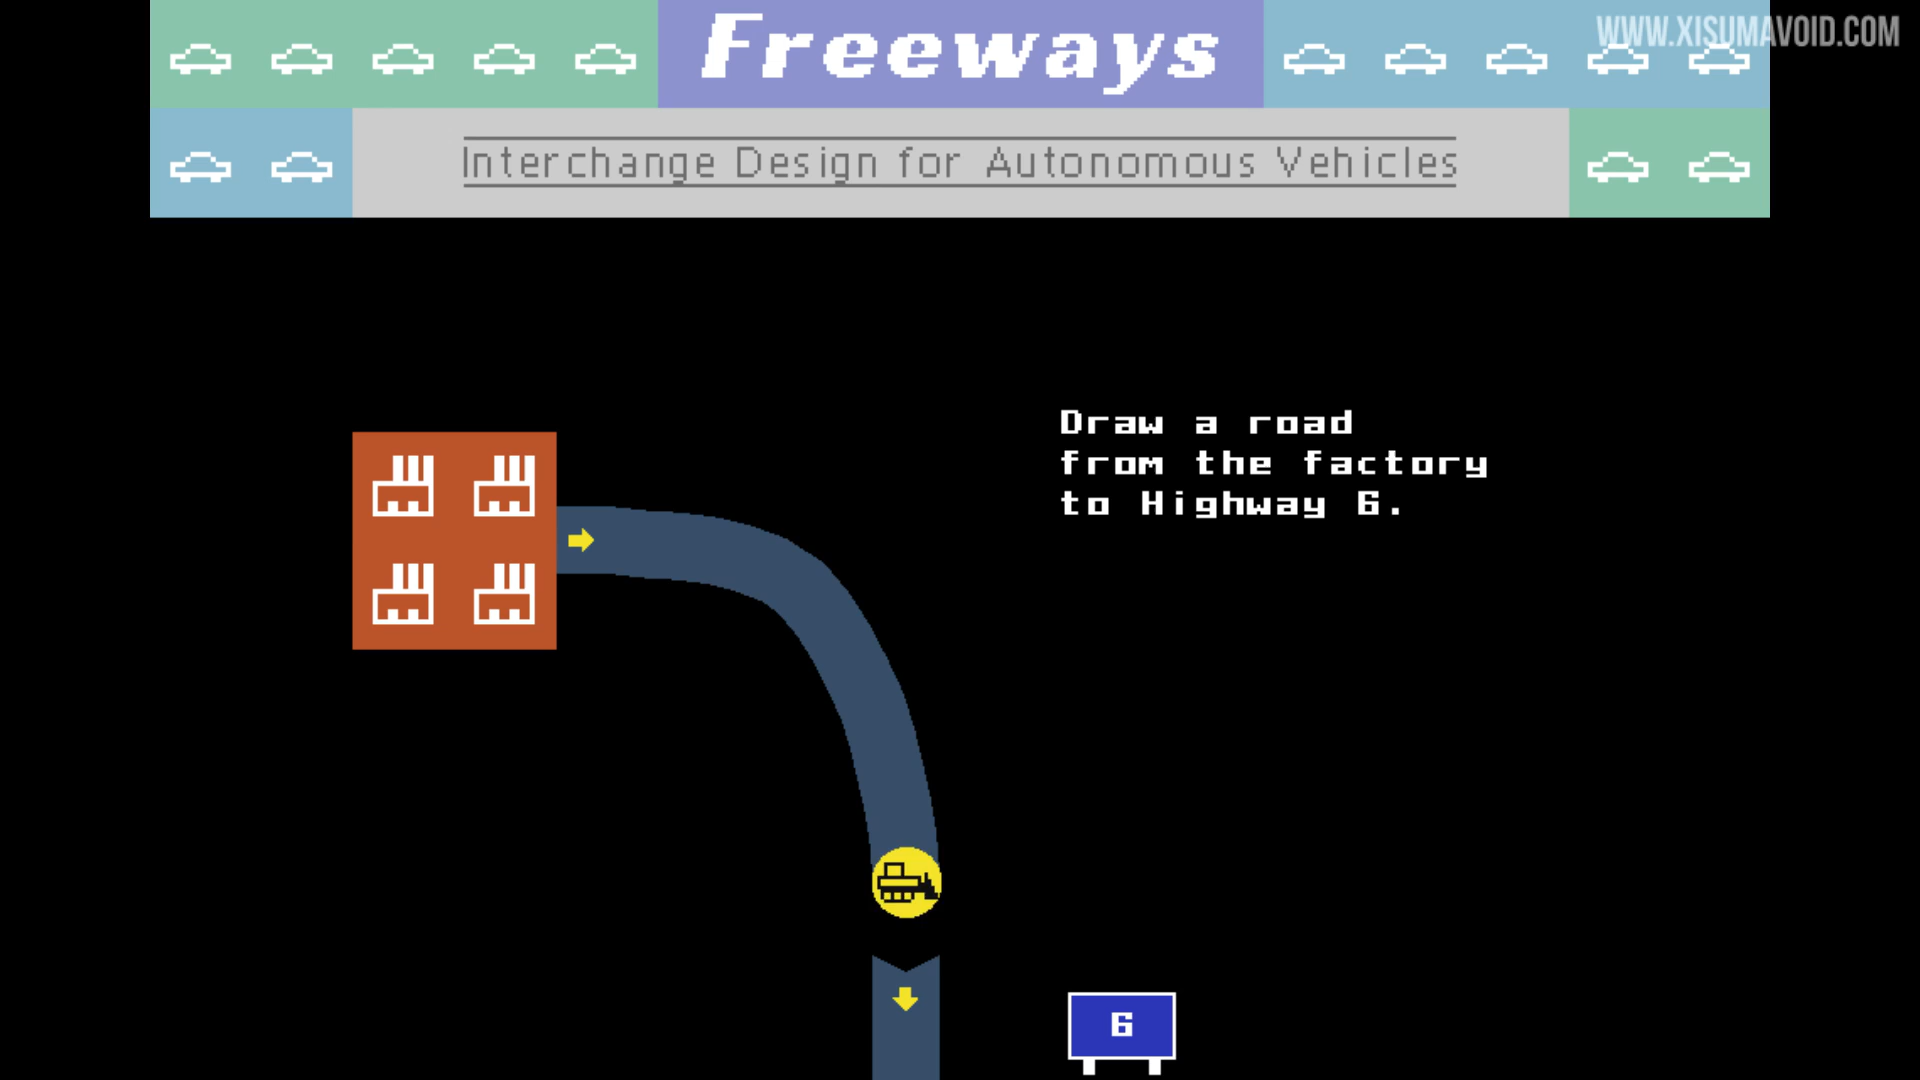 Freeways
WWW.XISUMAVOID.COM
Interchange Design for Autonomous Vehicles
Draw a road
from the factory
to Highway 6.
6